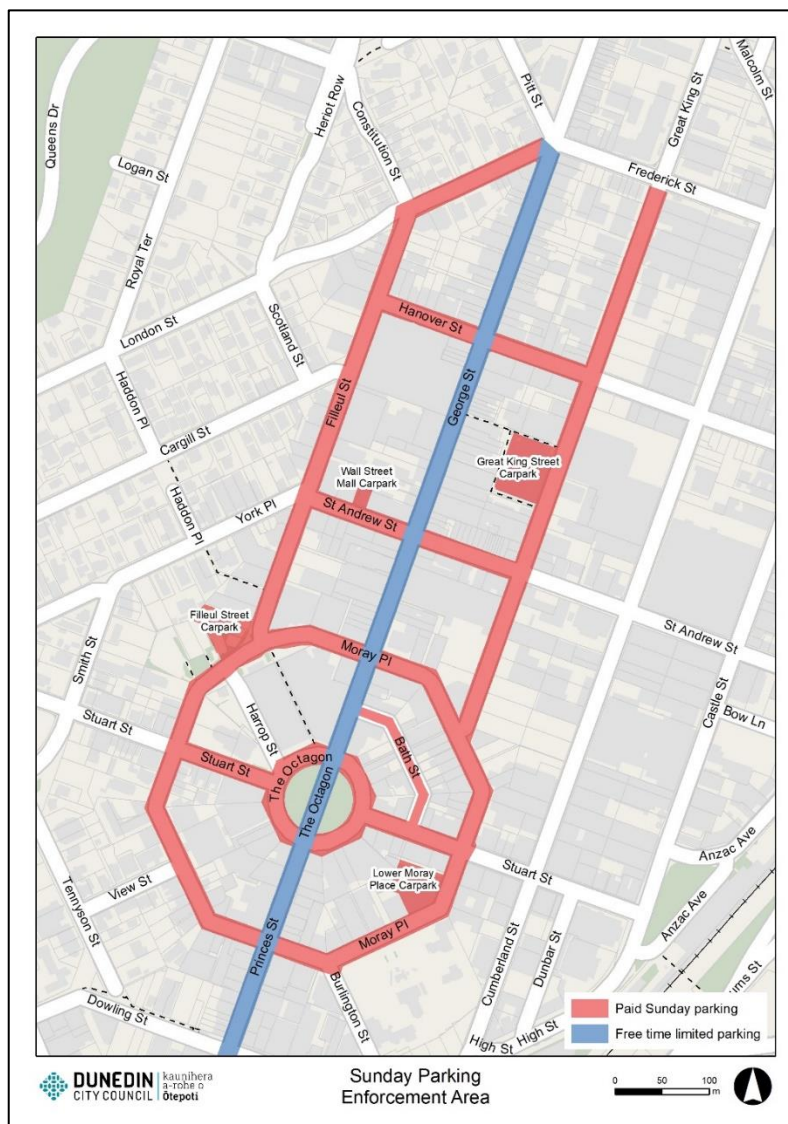 Pitt St
Great King St
Malcolm St
Queens Dr
Heriot Row
Constitution St
Logan St
Frederick St
Royal Ter
Scotland St
London St
Hanover St
Haddon Pl
George St
Filleul St
Cargill St
Wall Street
Mall Carpark
Great King Street
Carpark
Haddon Pl
York Pl
St Andrew St
Filleul Street
Carpark
Smith St
Moray Pl
St Andrew St
Castle St
Bow Ln
Stuart St
Harrop St
Stuart St
The Octagon
The Octagon
Bath St
Lower Moray
Place Carpark
Stuart St
Anzac Ave
Anzac Ave
View St
Tennyson St
Princes St
Moray Pl
Cumberland St
Dunbar St
Burlington St
Dowling St
High St
High St
urns St
Paid Sunday parking
Free time limited parking
DUNEDIN
CITY COUNCIL
kaunihera
a-rohe o
Ōtepoti
Sunday Parking
Enforcement Area
0 50 100
m